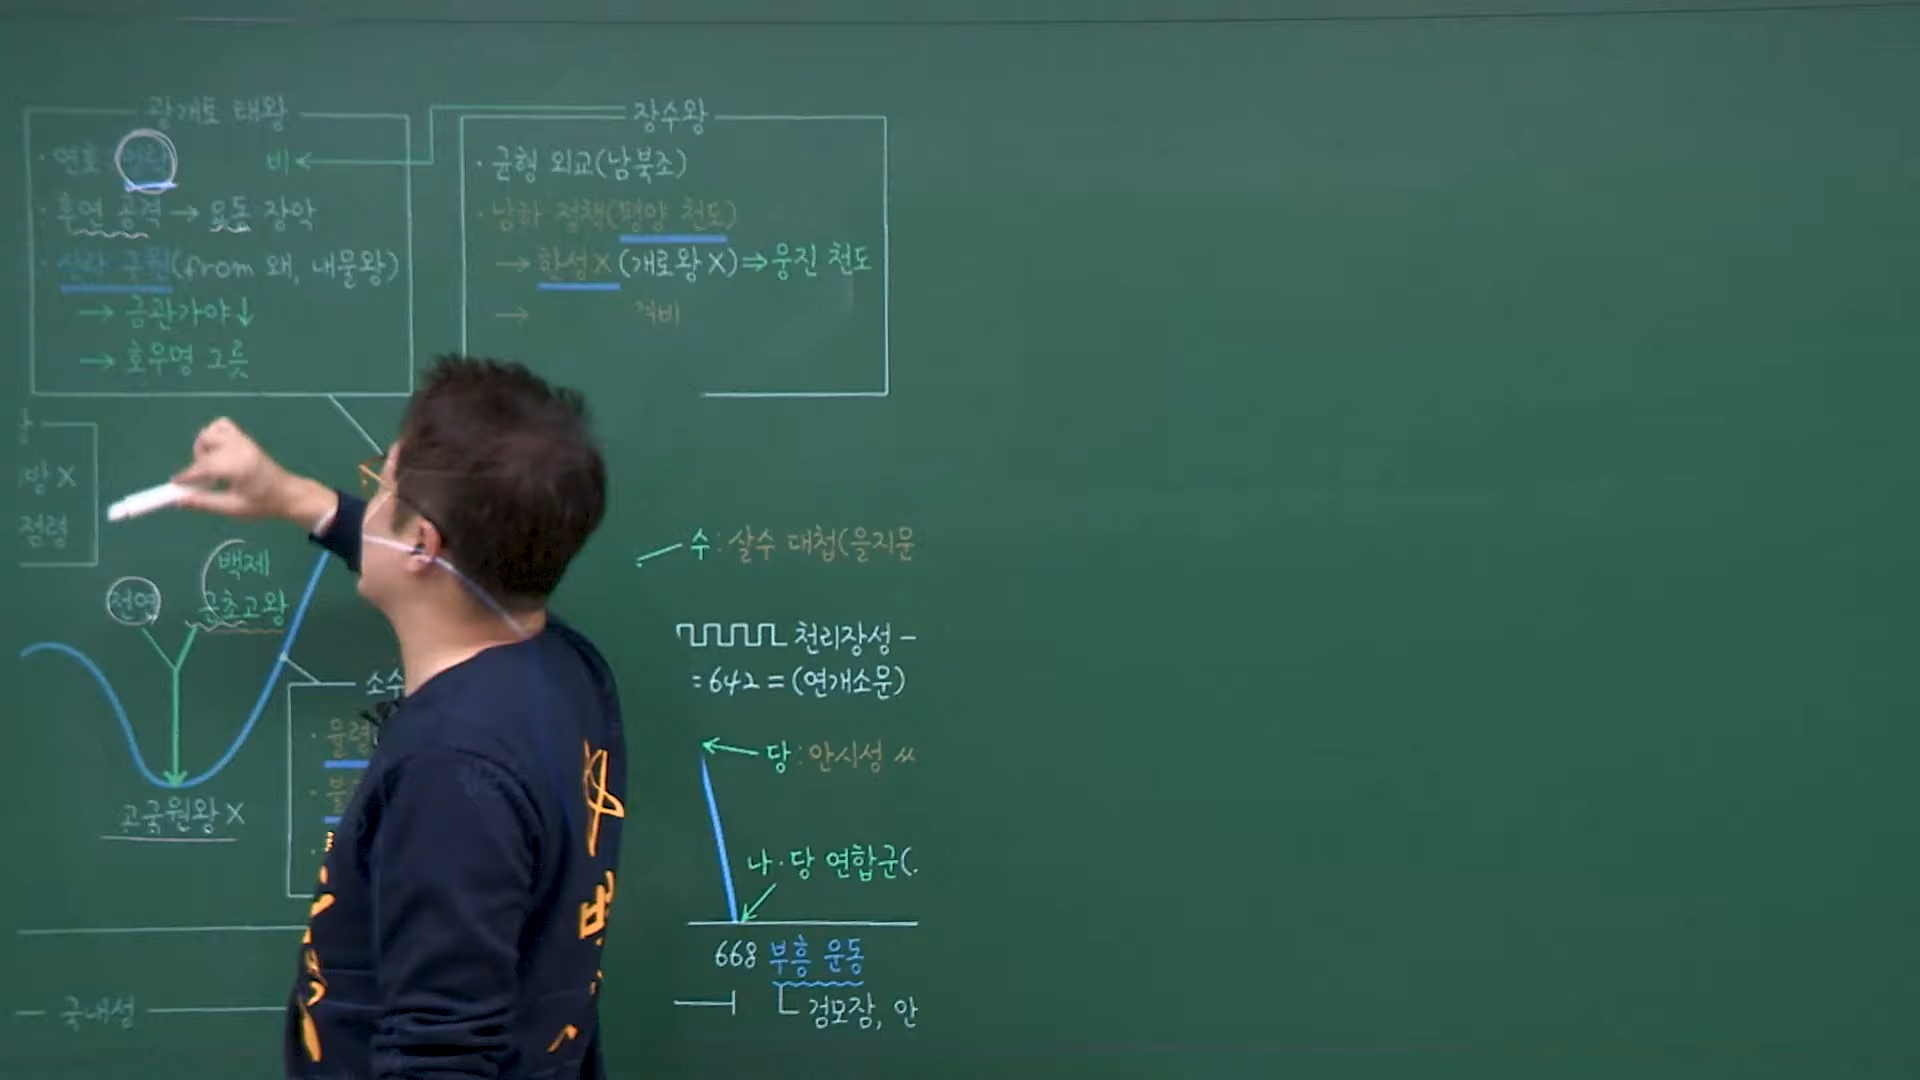 광개토 태왕
· 연호
비
· 후연 공격 → 요동 장악
· 신라 구원(from 왜, 내물왕)
→ 금관가야↓
→ 호우명 그릇
장수왕
· 균형 외교(남북조)
· 남하 정책(평양 천도)
→ 한성X (개로왕X)⇒웅진 천도
→
척비
방 X
점령
백제
근초고왕
전연
고국원왕 X
소수
· 율령
· 불
수: 살수 대첩(을지문
천리장성 –
: 642 = (연개소문)
당: 안시성 ㅆ
나·당 연합군(.
668 부흥 운동
검모잠, 안
국내성